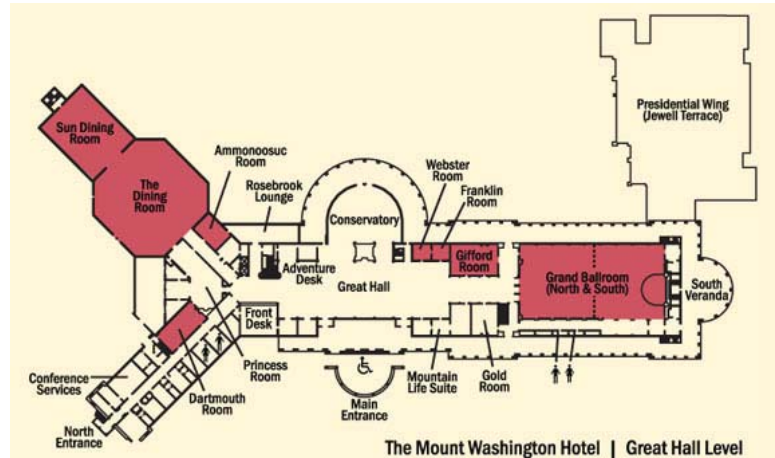 Presidential Wing
(Jewell Terrace)
Sun Dining
Room
Ammonoosuc
Room
The
Dining
Room
Rosebrook
Lounge
Webster
Room
Franklin
Room
Conservatory
Adventure
Desk
Great Hall
Gifford
Room
Grand Ballroom
(North & South)
South
Veranda
Front
Desk
Princess
Room
Conference
Services
Dartmouth
Room
North
Entrance
Main
Entrance
Mountain
Life Suite
Gold
Room
The Mount Washington Hotel | Great Hall Level